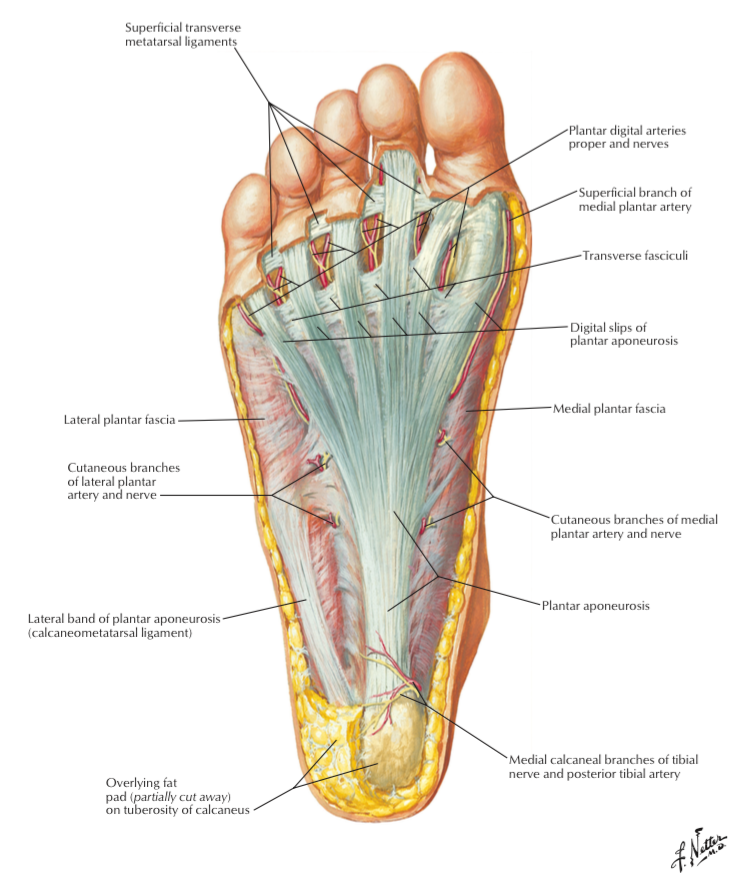 Superficial transverse
metatarsal ligaments
Plantar digital arteries
proper and nerves
Superficial branch of
medial plantar artery
Transverse fasciculi
Digital slips of
plantar aponeurosis
Lateral plantar fascia
Medial plantar fascia
Cutaneous branches
of lateral plantar
artery and nerve
Cutaneous branches of medial
plantar artery and nerve
Plantar aponeurosis
Lateral band of plantar aponeurosis
(calcaneometatarsal ligament)
Medial calcaneal branches of tibial
nerve and posterior tibial artery
Overlying fat
pad (partially cut away)
on tuberosity of calcaneus
F. Netter
M.D.